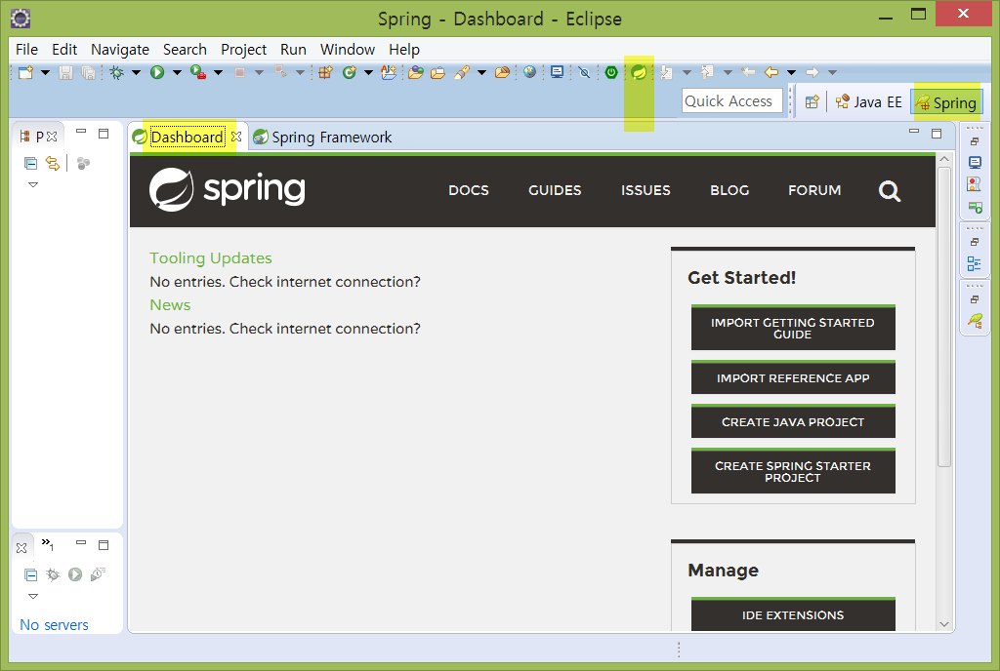 Spring - Dashboard - Eclipse
File Edit Navigate Search Project Run Window Help
Quick Access
Java EE
Spring
P
Dashboard
Spring Framework
spring
DOCS GUIDES ISSUES BLOG FORUM
Tooling Updates
No entries. Check internet connection?
News
No entries. Check internet connection?
Get Started!
IMPORT GETTING STARTED
GUIDE
IMPORT REFERENCE APP
CREATE JAVA PROJECT
CREATE SPRING STARTER
PROJECT
Manage
IDE EXTENSIONS
»1
No servers